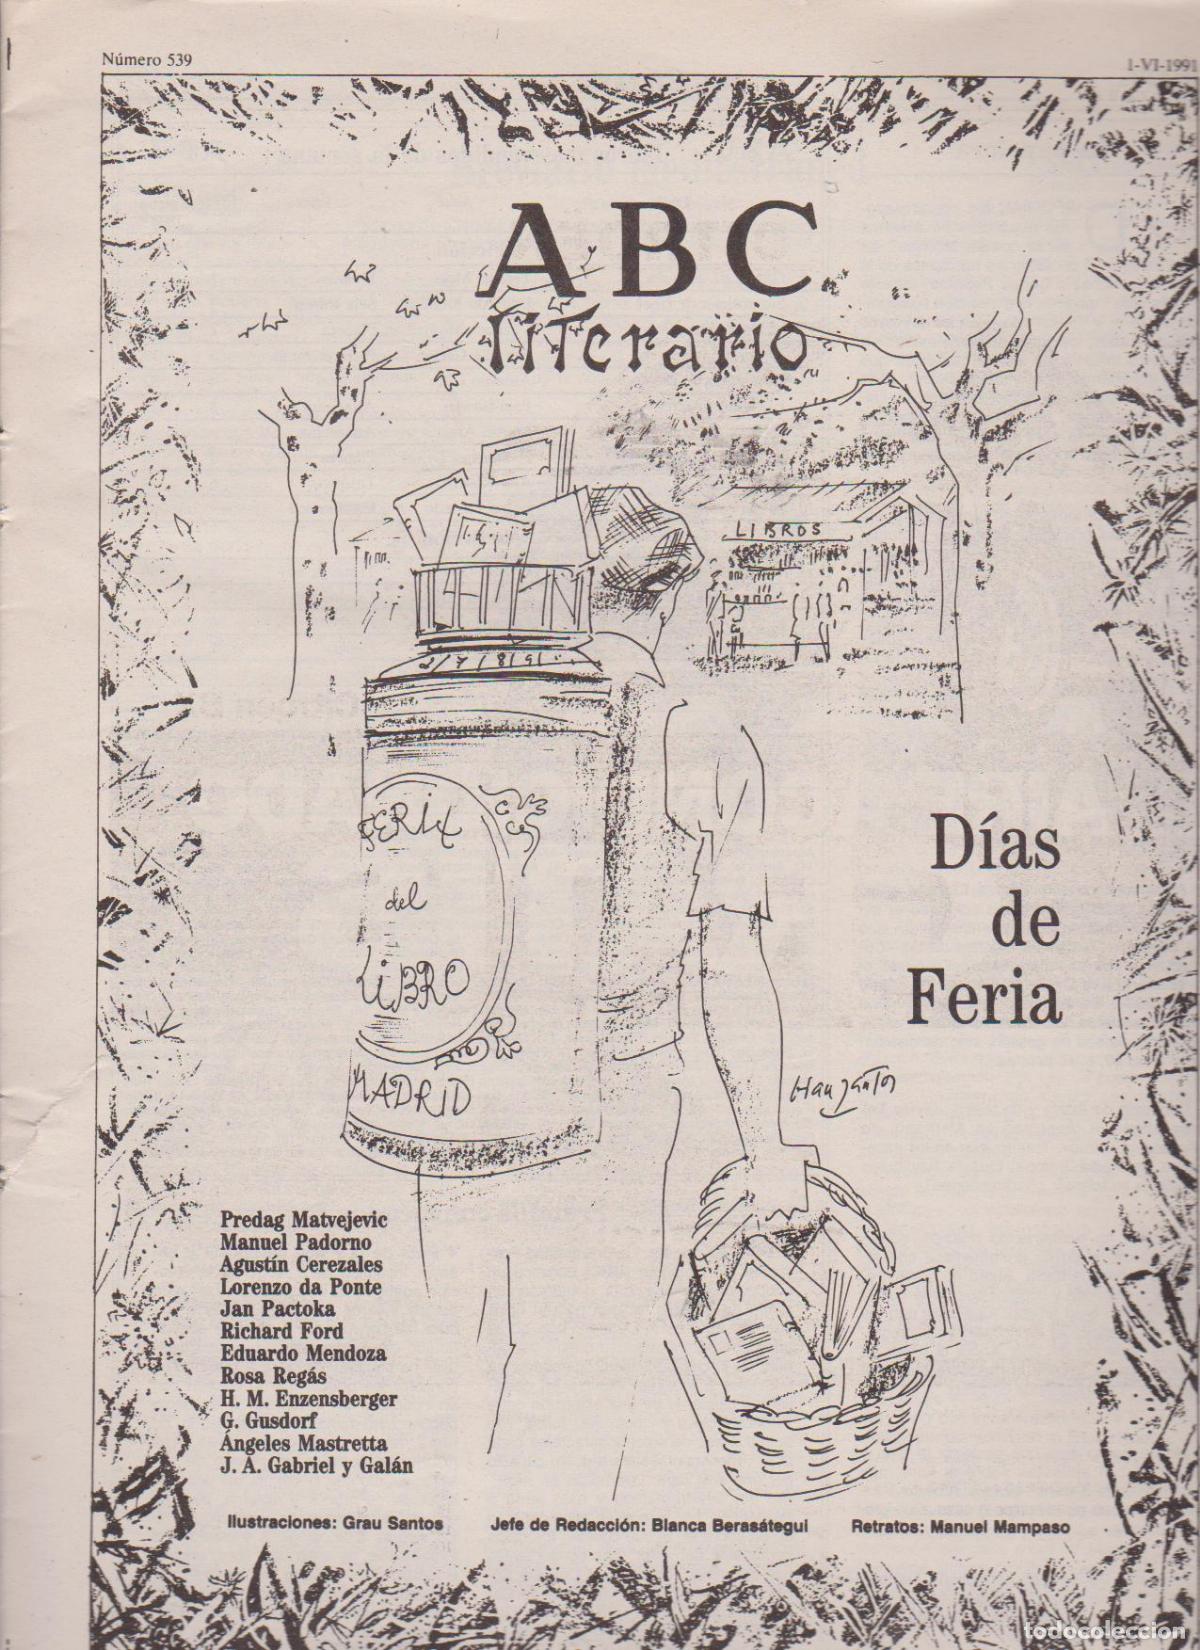 Número 539
1-VI-1991
ABC
literario
LIBROS
FERIA
del
LIBRO
MADRID
Días
de
Feria
Predag Matvejevic
Manuel Padorno
Agustín Cerezales
Lorenzo da Ponte
Jan Pactoka
Richard Ford
Eduardo Mendoza
Rosa Regás
H. M. Enzensberger
G. Gusdorf
Ángeles Mastretta
J. A. Gabriel y Galán
Ilustraciones: Grau Santos
Jefe de Redacción: Blanca Berasátegui
Retratos: Manuel Mampaso
todocoleccion